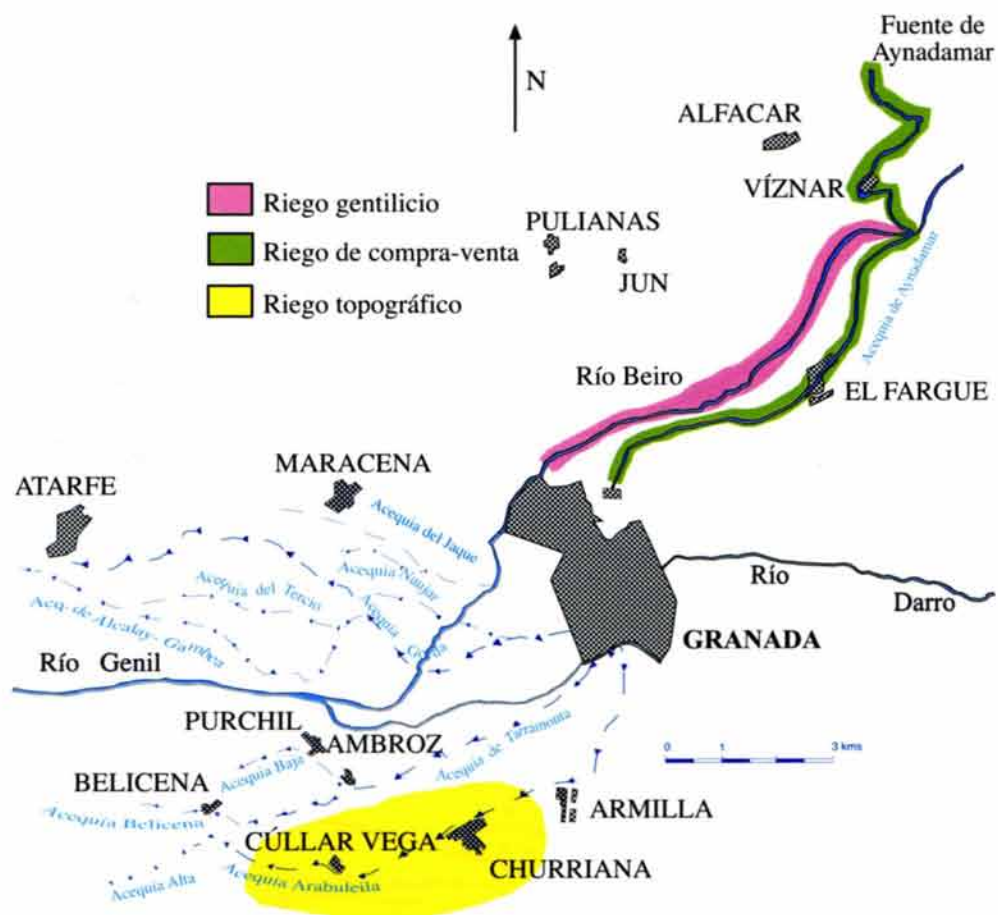 Fuente de
Aynadamar
N
ALFACAR
VÍZNAR
Riego gentilicio
Riego de compra-venta
Riego topográfico
PULIANAS
JUN
Acequia de Aynadamar
Río Beiro
EL FARGUE
MARACENA
ATARFE
Acequia del Jaque
Acequia Naujar
Acequia del Tercio
Acequia Gorda
Acq. de Alcalay-Gambea
Río
Darro
GRANADA
Río Genil
PURCHIL
AMBROZ
Acequia de Tarramonta
Acequia Baja
0 1 2 3 kms
BELICENA
Acequia Belicena
ARMILLA
CÚLLAR VEGA
CHURRIANA
Acequia Arabuleila
Acequia Alta